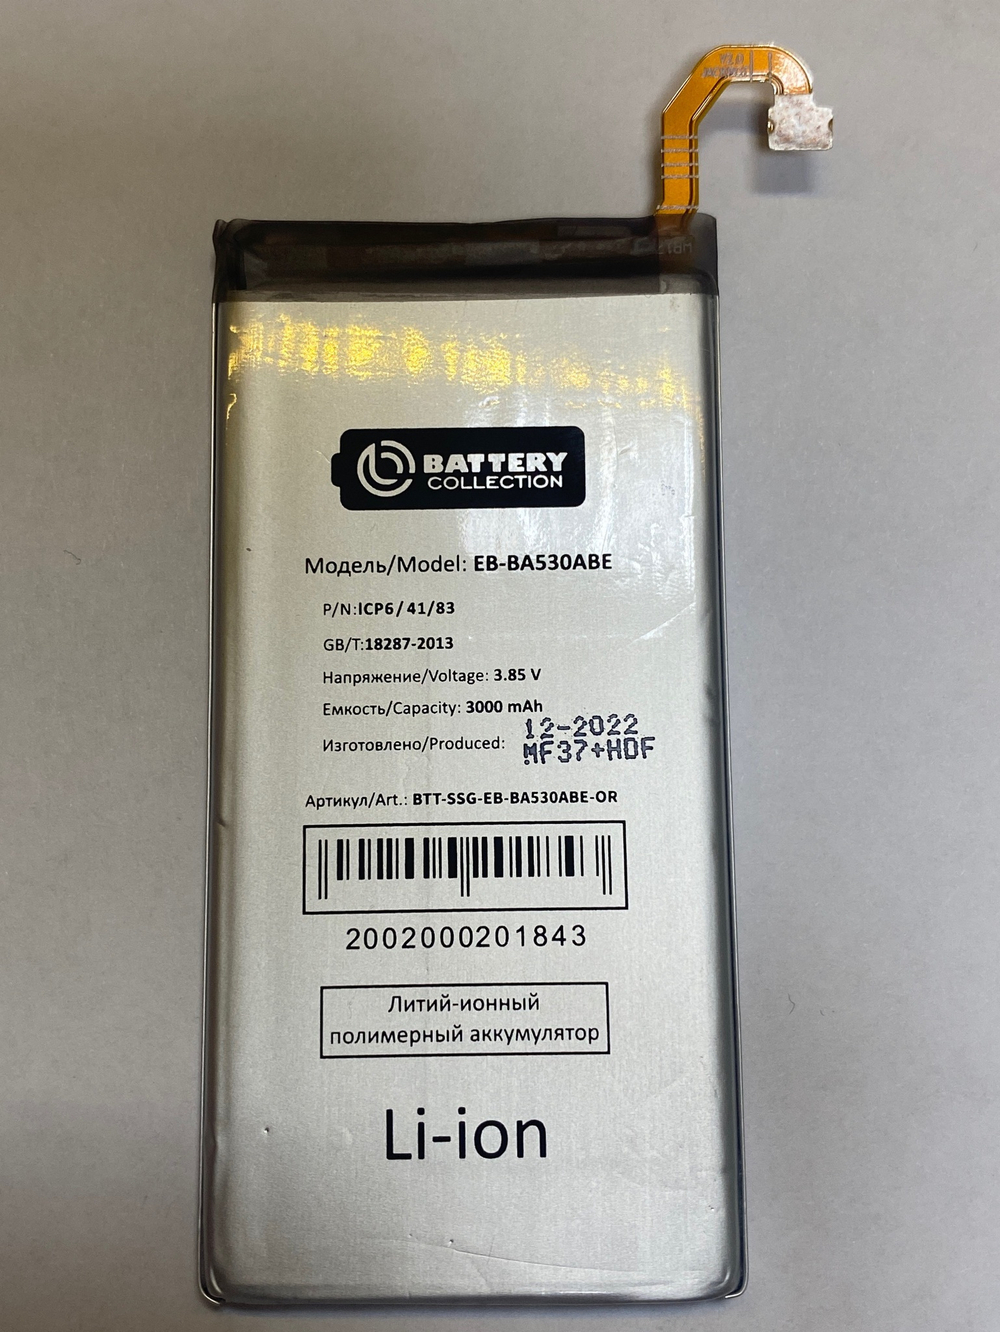 BATTERY
COLLECTION
Модель/Model: EB-BA530ABE
P/N:ICP6/41/83
GB/T:18287-2013
Напряжение/Voltage: 3.85 V
Емкость/Capacity: 3000 mAh
Изготовлено/Produced: 12-2022
MF37+HDF
Артикул/Art.: BTT-SSG-EB-BA530ABE-OR
2002000201843
Литий-ионный
полимерный аккумулятор
Li-ion